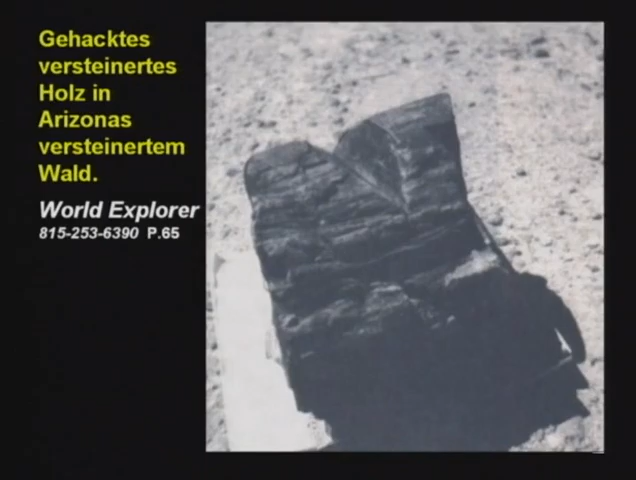 Gehacktes
versteinertes
Holz in
Arizonas
versteinertem
Wald.
World Explorer
815-253-6390 P.65